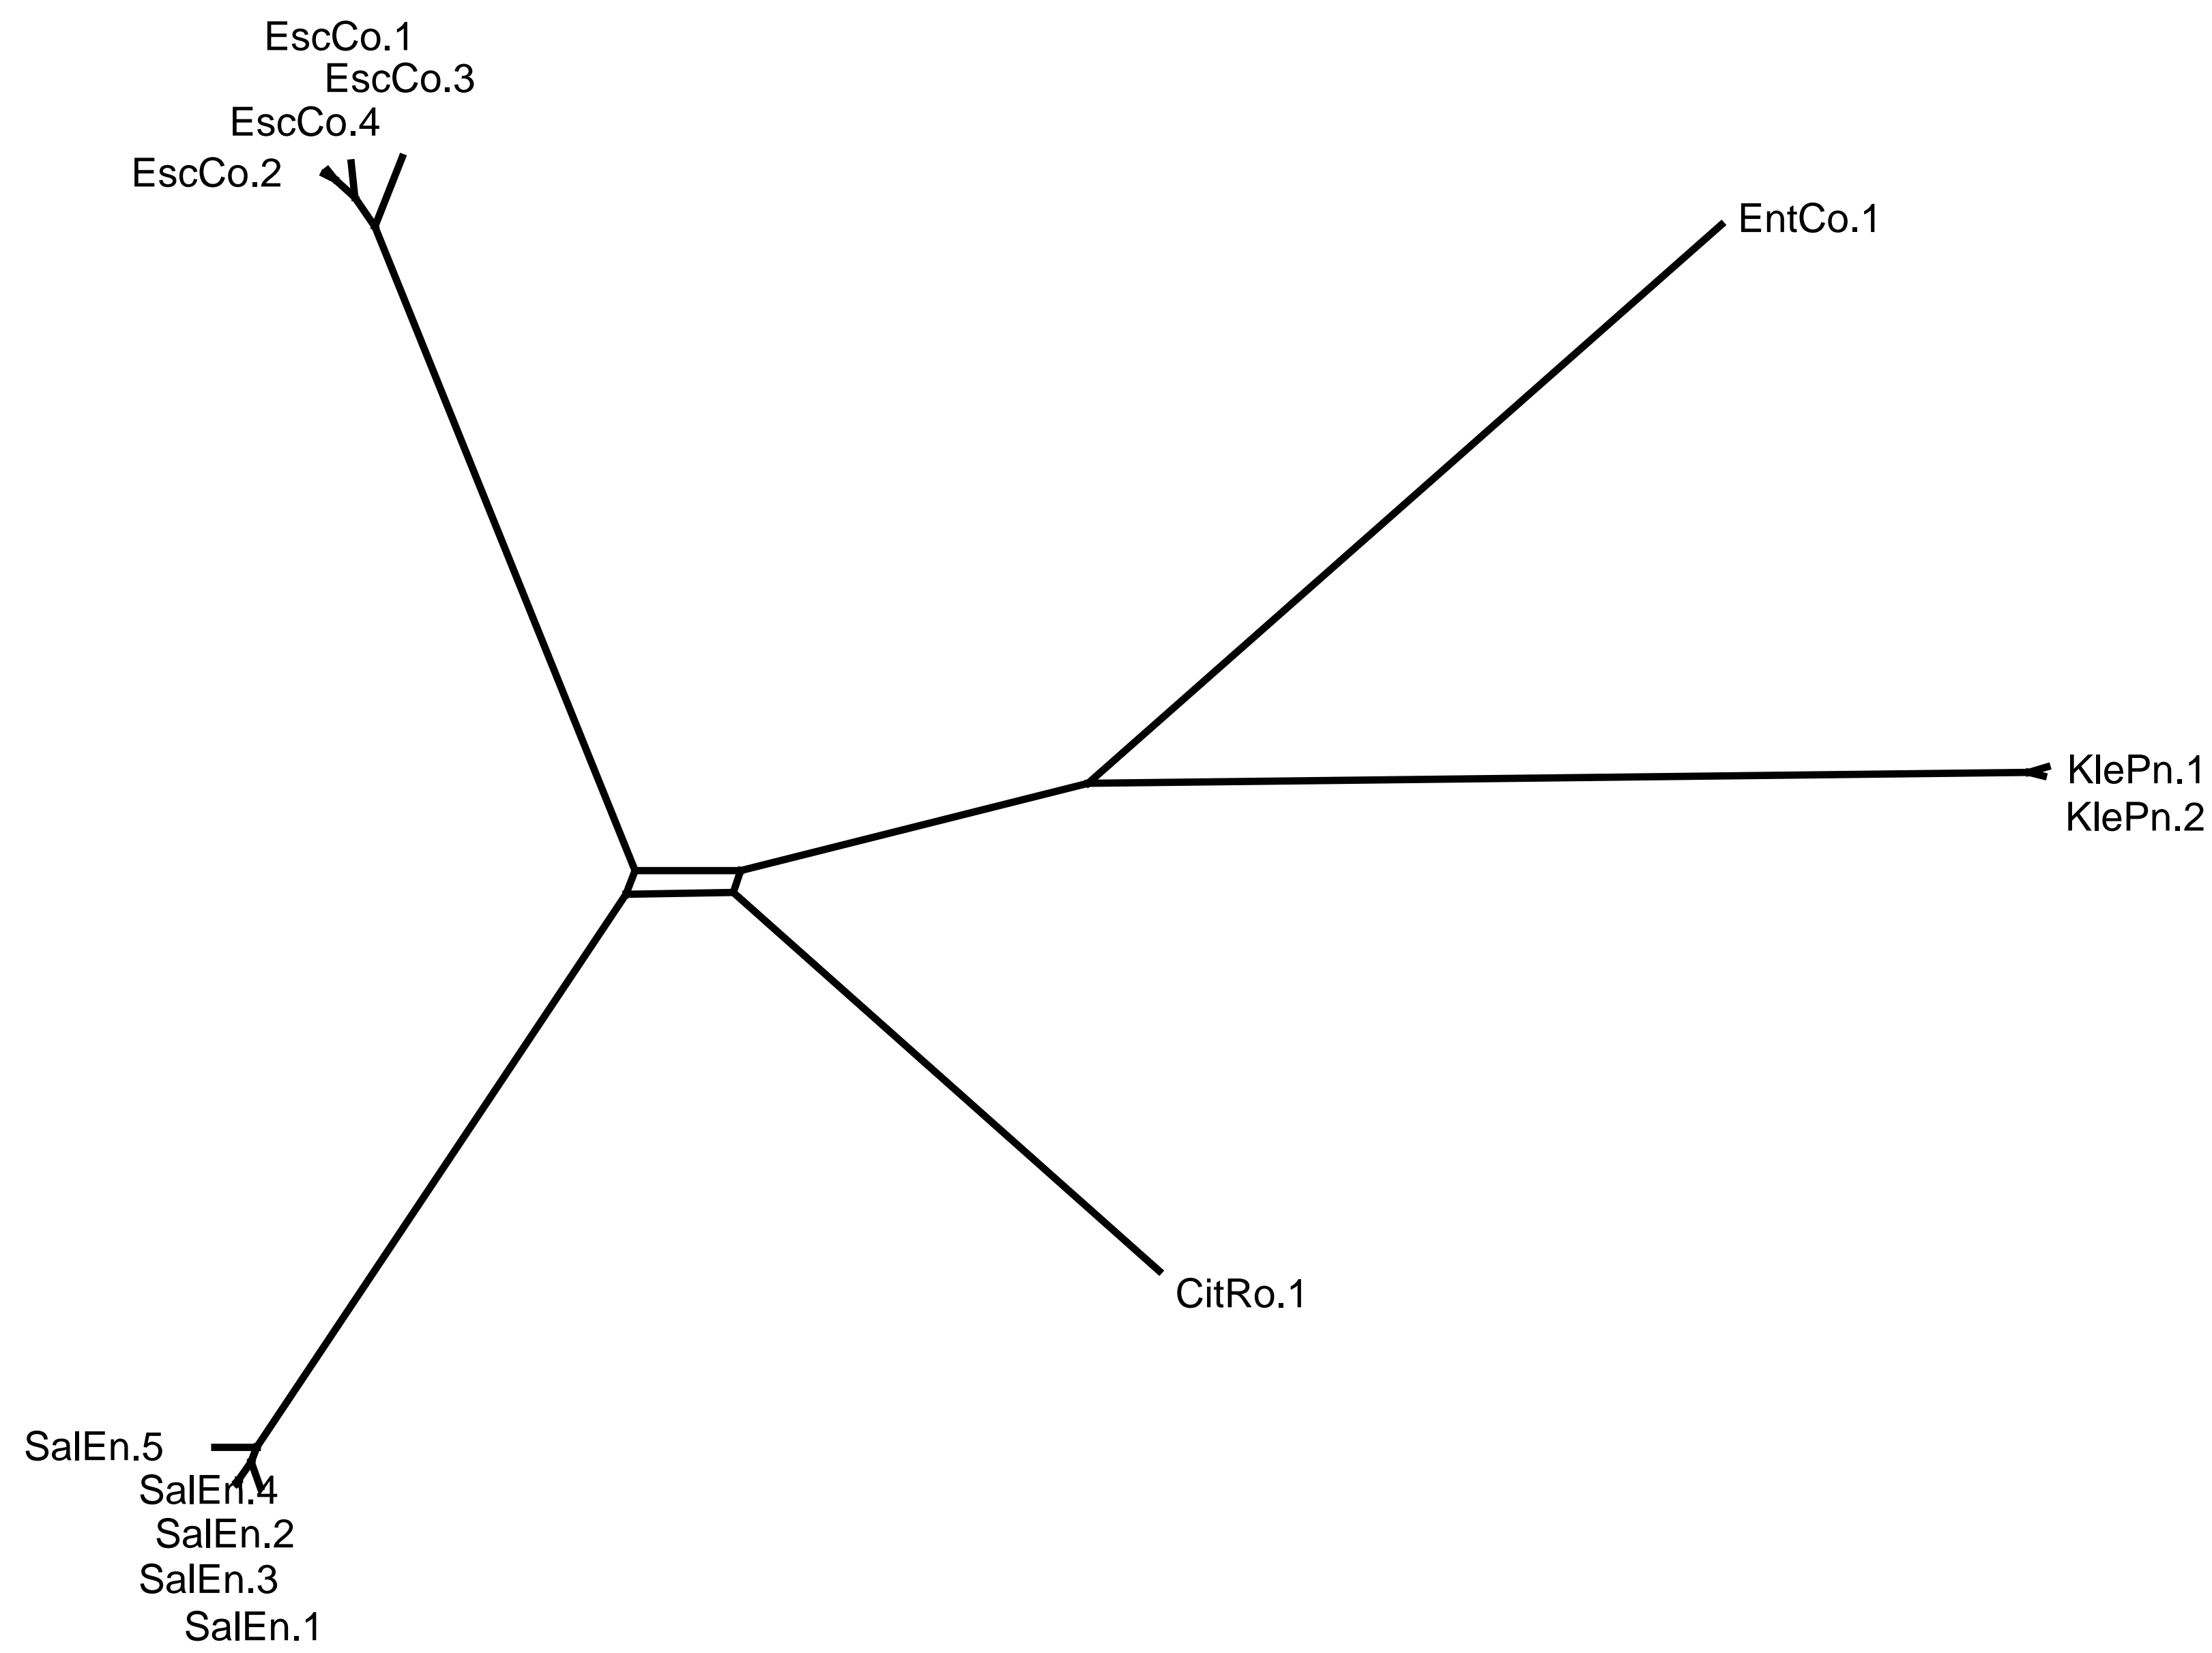 EscCo.1
EscCo.3
EscCo.4
EscCo.2
EntCo.1
KlePn.1
KlePn.2
CitRo.1
SalEn.5
SalEn.4
SalEn.2
SalEn.3
SalEn.1